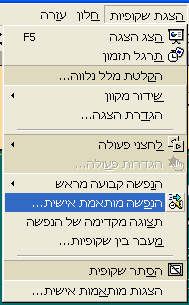 הצגת שקופיות חלון עזרה
הצג הצגה F5
תרגל תזמון
הקלטת מלל נלווה...
שידור מקוון
הגדרת הצגה...
לחצני פעולה
הגדרות פעולה...
הנפשה קבועה מראש
הנפשה מותאמת אישית...
תצוגה מקדימה של הנפשה
מעבר בין שקופיות...
הסתר שקופית
הצגות מותאמות אישית...